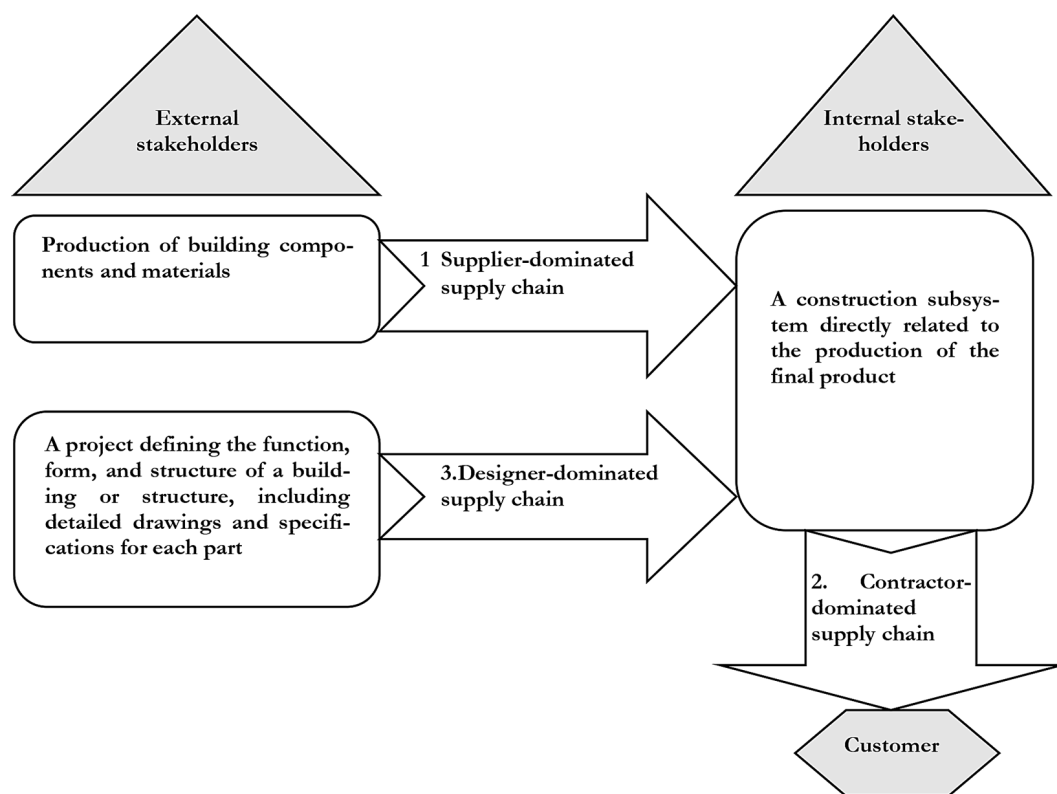 External
stakeholders
Internal stake-
holders
Production of building compo-
nents and materials
1 Supplier-dominated
supply chain
A construction subsys-
tem directly related to
the production of the
final product
A project defining the function,
form, and structure of a build-
ing or structure, including
detailed drawings and specifi-
cations for each part
3.Designer-dominated
supply chain
2. Contractor-
dominated
supply chain
Customer